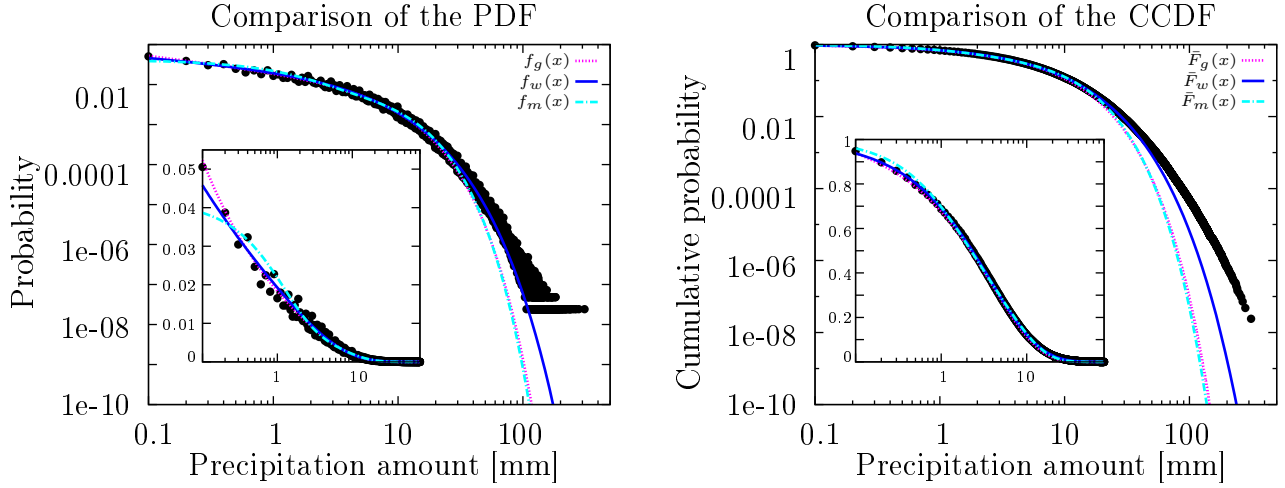 Comparison of the PDF
f_g(x)
f_w(x)
f_m(x)
0.01
0.0001
1e-06
1e-08
1e-10
Probability
0.05
0.04
0.03
0.02
0.01
0
1 10
0.1 1 10 100
Precipitation amount [mm]
Comparison of the CCDF
F̄_g(x)
F̄_w(x)
F̄_m(x)
1
0.01
0.0001
1e-06
1e-08
1e-10
Cumulative probability
1
0.8
0.6
0.4
0.2
0
1 10
0.1 1 10 100
Precipitation amount [mm]